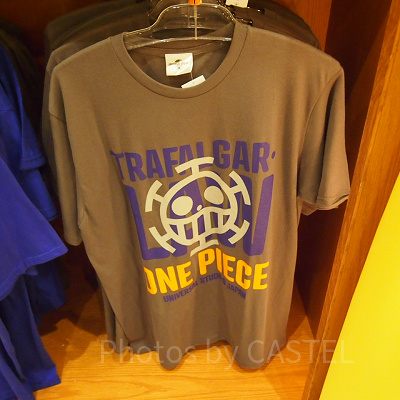 TRAFALGAR·
LAW
ONE PIECE
UNIVERSAL STUDIOS JAPAN
Photos by CASTEL